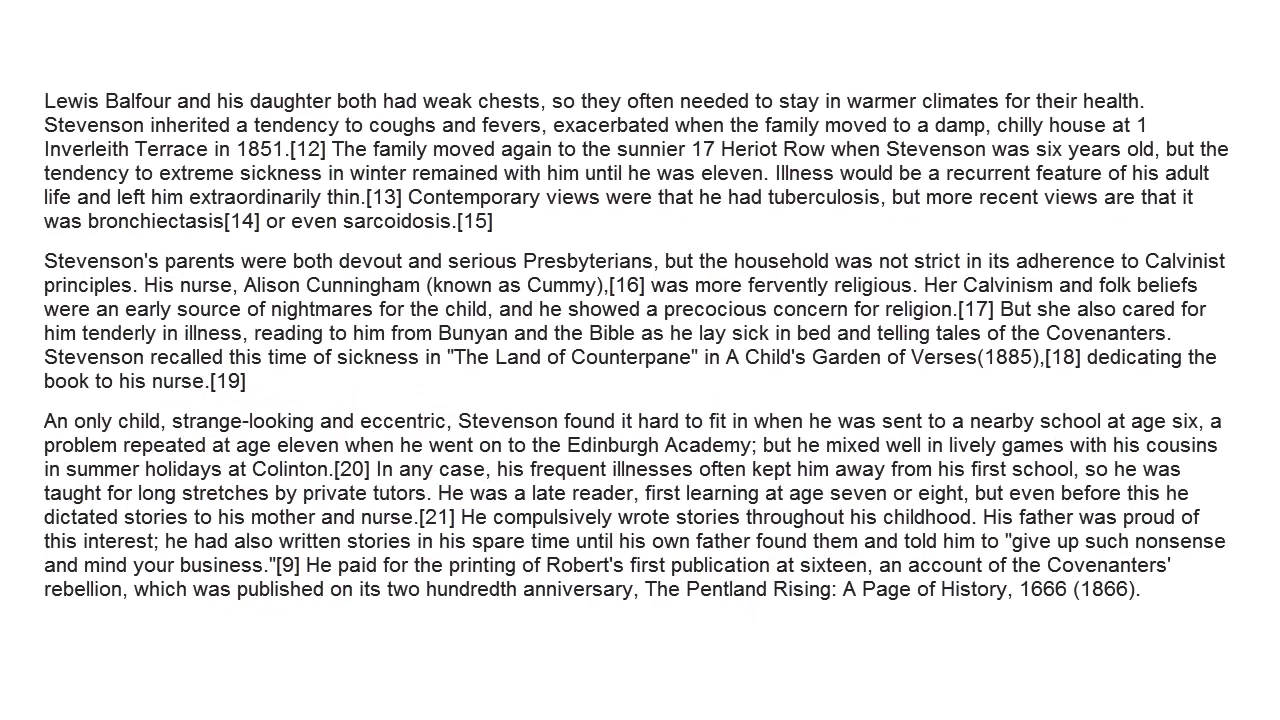 Lewis Balfour and his daughter both had weak chests, so they often needed to stay in warmer climates for their health.
Stevenson inherited a tendency to coughs and fevers, exacerbated when the family moved to a damp, chilly house at 1
Inverleith Terrace in 1851.[12] The family moved again to the sunnier 17 Heriot Row when Stevenson was six years old, but the
tendency to extreme sickness in winter remained with him until he was eleven. Illness would be a recurrent feature of his adult
life and left him extraordinarily thin.[13] Contemporary views were that he had tuberculosis, but more recent views are that it
was bronchiectasis[14] or even sarcoidosis.[15]
Stevenson's parents were both devout and serious Presbyterians, but the household was not strict in its adherence to Calvinist
principles. His nurse, Alison Cunningham (known as Cummy),[16] was more fervently religious. Her Calvinism and folk beliefs
were an early source of nightmares for the child, and he showed a precocious concern for religion.[17] But she also cared for
him tenderly in illness, reading to him from Bunyan and the Bible as he lay sick in bed and telling tales of the Covenanters.
Stevenson recalled this time of sickness in "The Land of Counterpane" in A Child's Garden of Verses(1885),[18] dedicating the
book to his nurse.[19]
An only child, strange-looking and eccentric, Stevenson found it hard to fit in when he was sent to a nearby school at age six, a
problem repeated at age eleven when he went on to the Edinburgh Academy; but he mixed well in lively games with his cousins
in summer holidays at Colinton.[20] In any case, his frequent illnesses often kept him away from his first school, so he was
taught for long stretches by private tutors. He was a late reader, first learning at age seven or eight, but even before this he
dictated stories to his mother and nurse.[21] He compulsively wrote stories throughout his childhood. His father was proud of
this interest; he had also written stories in his spare time until his own father found them and told him to "give up such nonsense
and mind your business."[9] He paid for the printing of Robert's first publication at sixteen, an account of the Covenanters'
rebellion, which was published on its two hundredth anniversary, The Pentland Rising: A Page of History, 1666 (1866).